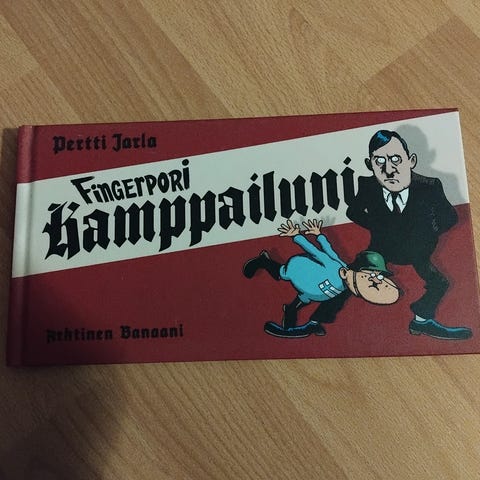 Pertti Jarla
FINGERPORI
Kamppailuni
Arktinen Banaani